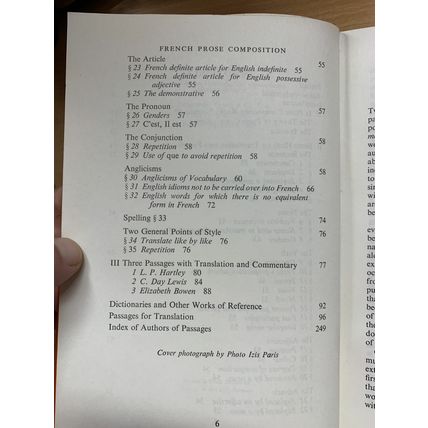 FRENCH PROSE COMPOSITION
The Article 55
§ 23 French definite article for English indefinite 55
§ 24 French definite article for English possessive
adjective 55
§ 25 The demonstrative 56
The Pronoun 57
§ 26 Genders 57
§ 27 C'est, Il est 57
The Conjunction 58
§ 28 Repetition 58
§ 29 Use of que to avoid repetition 58
Anglicisms 58
§ 30 Anglicisms of Vocabulary 60
§ 31 English idioms not to be carried over into French 66
§ 32 English words for which there is no equivalent
form in French 72
Spelling § 33 74
Two General Points of Style 76
§ 34 Translate like by like 76
§ 35 Repetition 76
III Three Passages with Translation and Commentary 77
1 L. P. Hartley 80
2 C. Day Lewis 84
3 Elizabeth Bowen 88
Dictionaries and Other Works of Reference 92
Passages for Translation 96
Index of Authors of Passages 249
Cover photograph by Photo Izis Paris
6